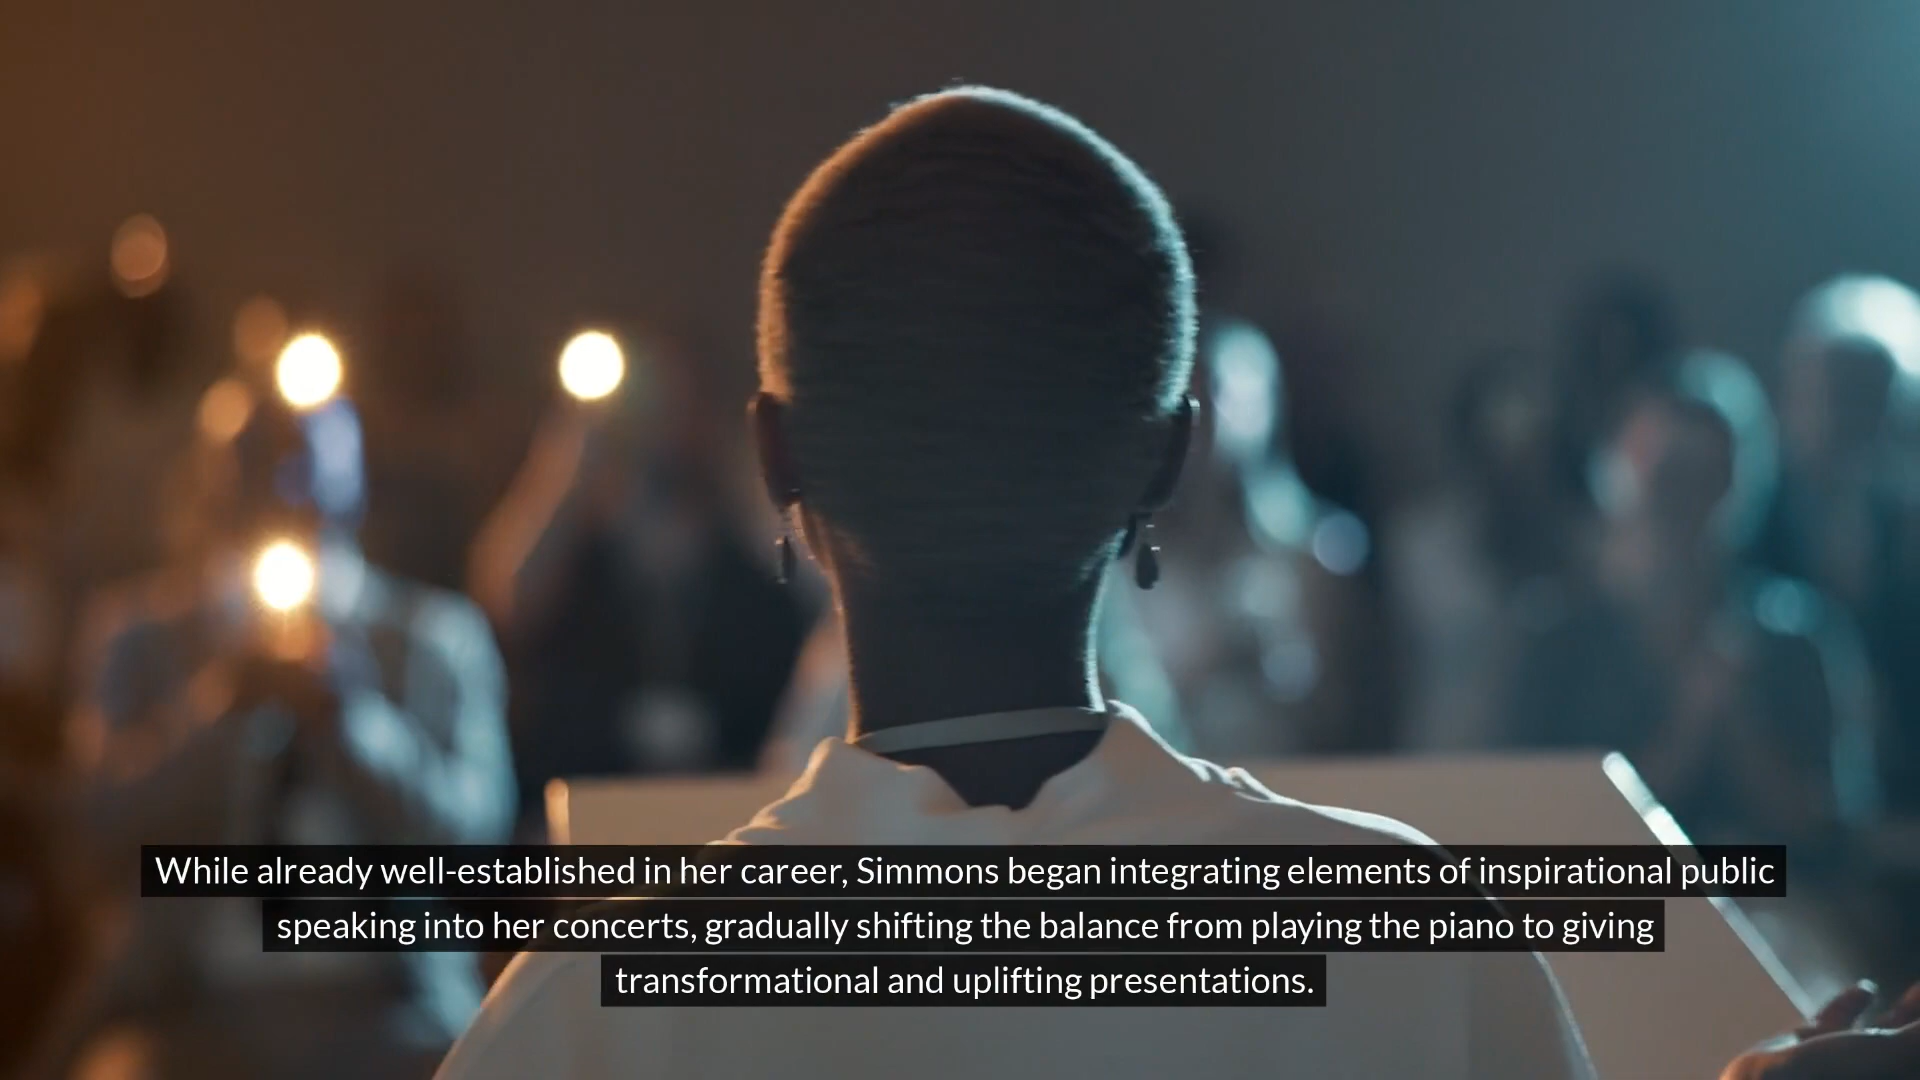 While already well-established in her career, Simmons began integrating elements of inspirational public
speaking into her concerts, gradually shifting the balance from playing the piano to giving
transformational and uplifting presentations.